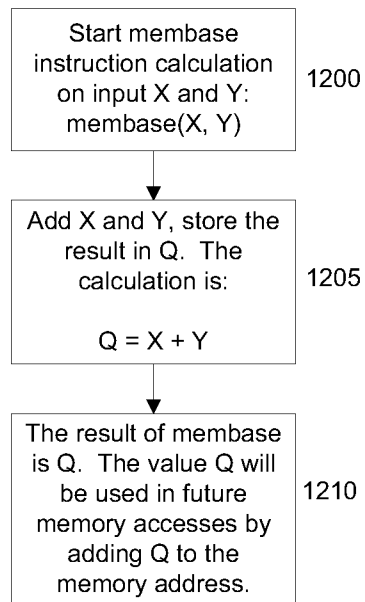 Start membase
instruction calculation
on input X and Y:
membase(X, Y)
1200
Add X and Y, store the
result in Q.  The
calculation is:
Q = X + Y
1205
The result of membase
is Q.  The value Q will
be used in future
memory accesses by
adding Q to the
memory address.
1210